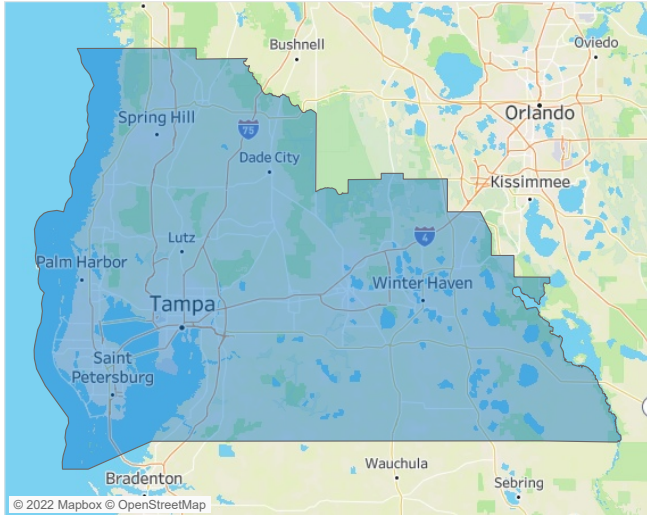 Bushnell
Oviedo
Orlando
Spring Hill
75
Dade City
Kissimmee
Lutz
4
Palm Harbor
Winter Haven
Tampa
Saint
Petersburg
Wauchula
Bradenton
Sebring
© 2022 Mapbox © OpenStreetMap